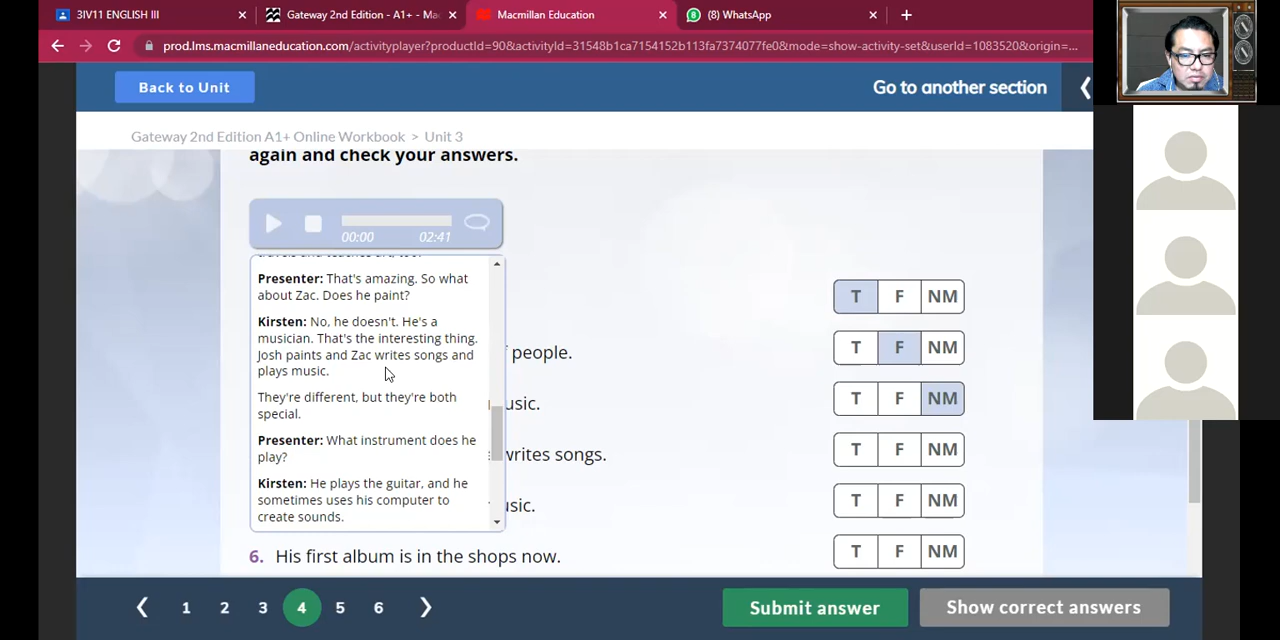 3IV11 ENGLISH III
Gateway 2nd Edition - A1+ - Mac
Macmillan Education
(8) WhatsApp
prod.lms.macmillaneducation.com/activityplayer?productId=90&activityId=31548b1ca7154152b113fa7374077fe0&mode=show-activity-set&userId=1083520&origin=...
Back to Unit
Go to another section
Gateway 2nd Edition A1+ Online Workbook > Unit 3
again and check your answers.
00:00 02:41
Presenter: That's amazing. So what
about Zac. Does he paint?
Kirsten: No, he doesn't. He's a
musician. That's the interesting thing.
Josh paints and Zac writes songs and
plays music.
They're different, but they're both
special.
Presenter: What instrument does he
play?
Kirsten: He plays the guitar, and he
sometimes uses his computer to
create sounds.
T F NM
f people.
T F NM
usic.
T F NM
writes songs.
T F NM
usic.
T F NM
6. His first album is in the shops now.
T F NM
1 2 3 4 5 6
Submit answer
Show correct answers